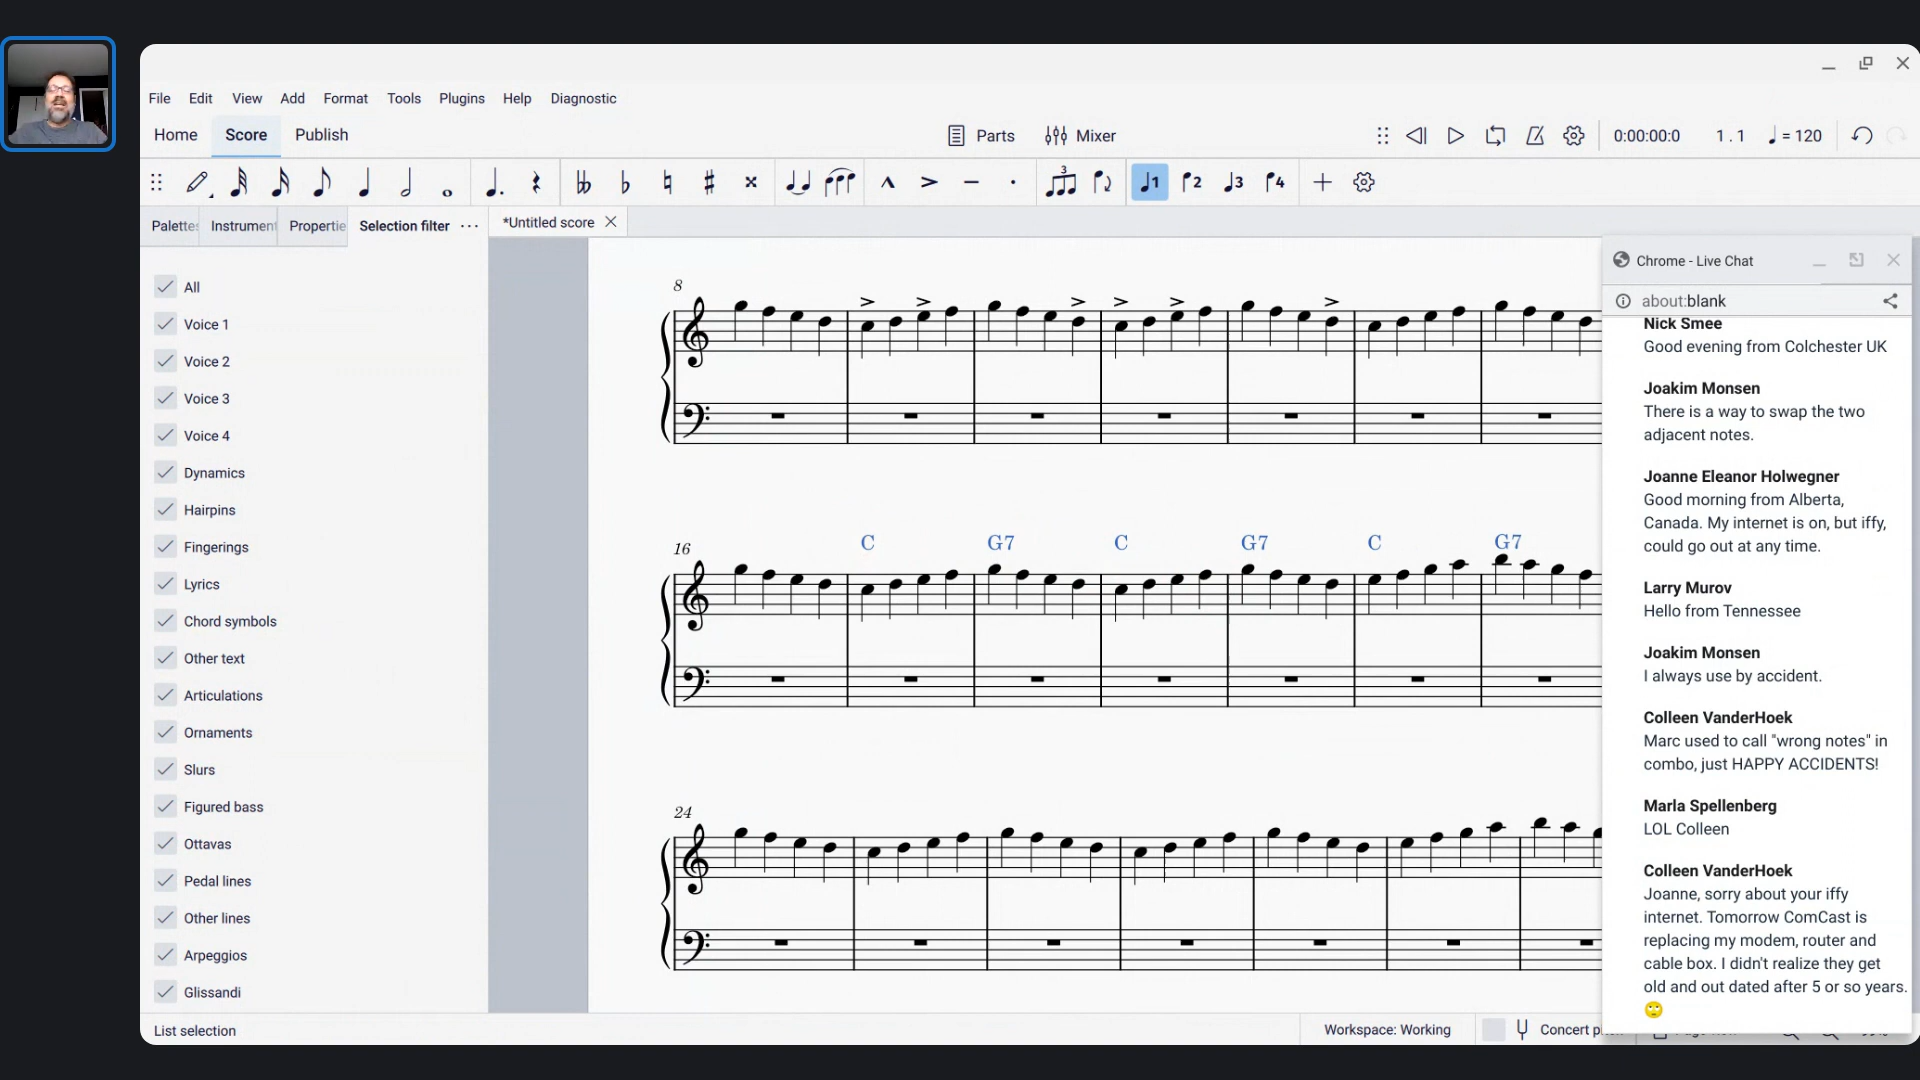 File Edit View Add Format Tools Plugins Help Diagnostic
Home Score Publish Parts Mixer 0:00:00:0 1 . 1 = 120
3 1 2 3 4
Palette Instrument Propertie Selection filter ··· *Untitled score
All
Voice 1
Voice 2
Voice 3
Voice 4
Dynamics
Hairpins
Fingerings
Lyrics
Chord symbols
Other text
Articulations
Ornaments
Slurs
Figured bass
Ottavas
Pedal lines
Other lines
Arpeggios
Glissandi
8
16 C G7 C G7 C G7
24
Chrome - Live Chat
about:blank
Nick Smee
Good evening from Colchester UK
Joakim Monsen
There is a way to swap the two
adjacent notes.
Joanne Eleanor Holwegner
Good morning from Alberta,
Canada. My internet is on, but iffy,
could go out at any time.
Larry Murov
Hello from Tennessee
Joakim Monsen
I always use by accident.
Colleen VanderHoek
Marc used to call "wrong notes" in
combo, just HAPPY ACCIDENTS!
Marla Spellenberg
LOL Colleen
Colleen VanderHoek
Joanne, sorry about your iffy
internet. Tomorrow ComCast is
replacing my modem, router and
cable box. I didn't realize they get
old and out dated after 5 or so years.
🙄
List selection Workspace: Working Concert